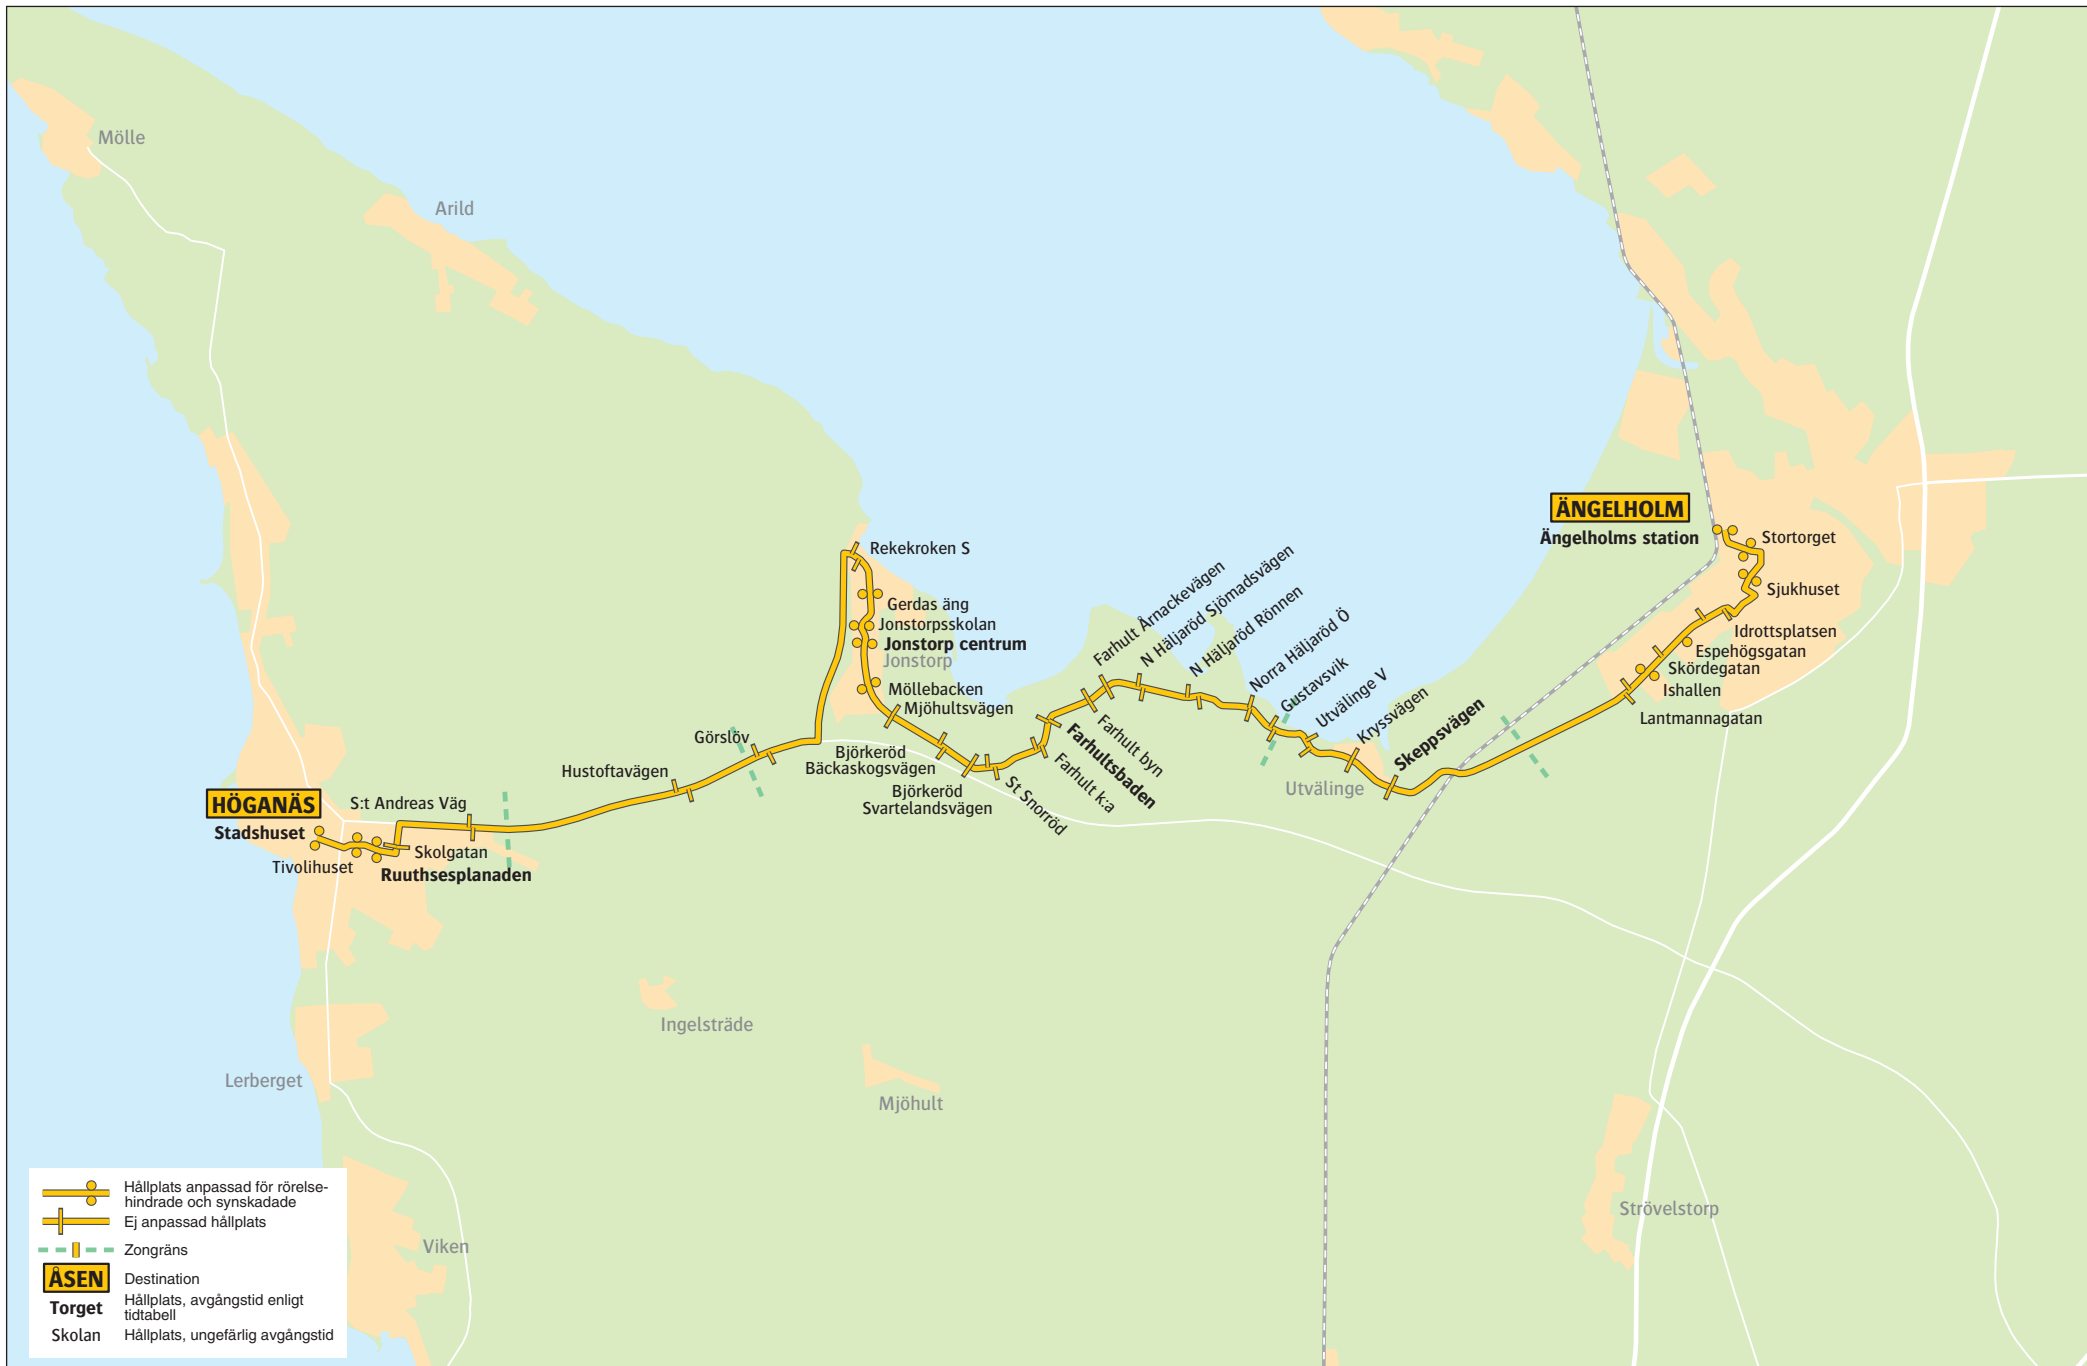 Mölle
Arild
ÄNGELHOLM
Ängelholms station
Stortorget
Sjukhuset
Idrottsplatsen
Espehögsgatan
Skördegatan
Ishallen
Lantmannagatan
Rekekroken S
Gerdas äng
Jonstorpsskolan
Jonstorp centrum
Jonstorp
Möllebacken
Mjöhultsvägen
Farhult Årnackevägen
N Häljaröd Sjömadsvägen
N Häljaröd Rönnen
Norra Häljaröd Ö
Gustavsvik
Utvälinge V
Kryssvägen
Skeppsvägen
Utvälinge
Farhult byn
Farhultsbaden
Farhult k:a
St Snorröd
Björkeröd
Bäckaskogsvägen
Björkeröd
Svartelandsvägen
Görslöv
Hustoftavägen
S:t Andreas Väg
HÖGANÄS
Stadshuset
Tivolihuset
Skolgatan
Ruuthsesplanaden
Ingelsträde
Lerberget
Mjöhult
Strövelstorp
Viken
Hållplats anpassad för rörelse-
hindrade och synskadade
Ej anpassad hållplats
Zongräns
ÅSEN Destination
Torget Hållplats, avgångstid enligt
tidtabell
Skolan Hållplats, ungefärlig avgångstid